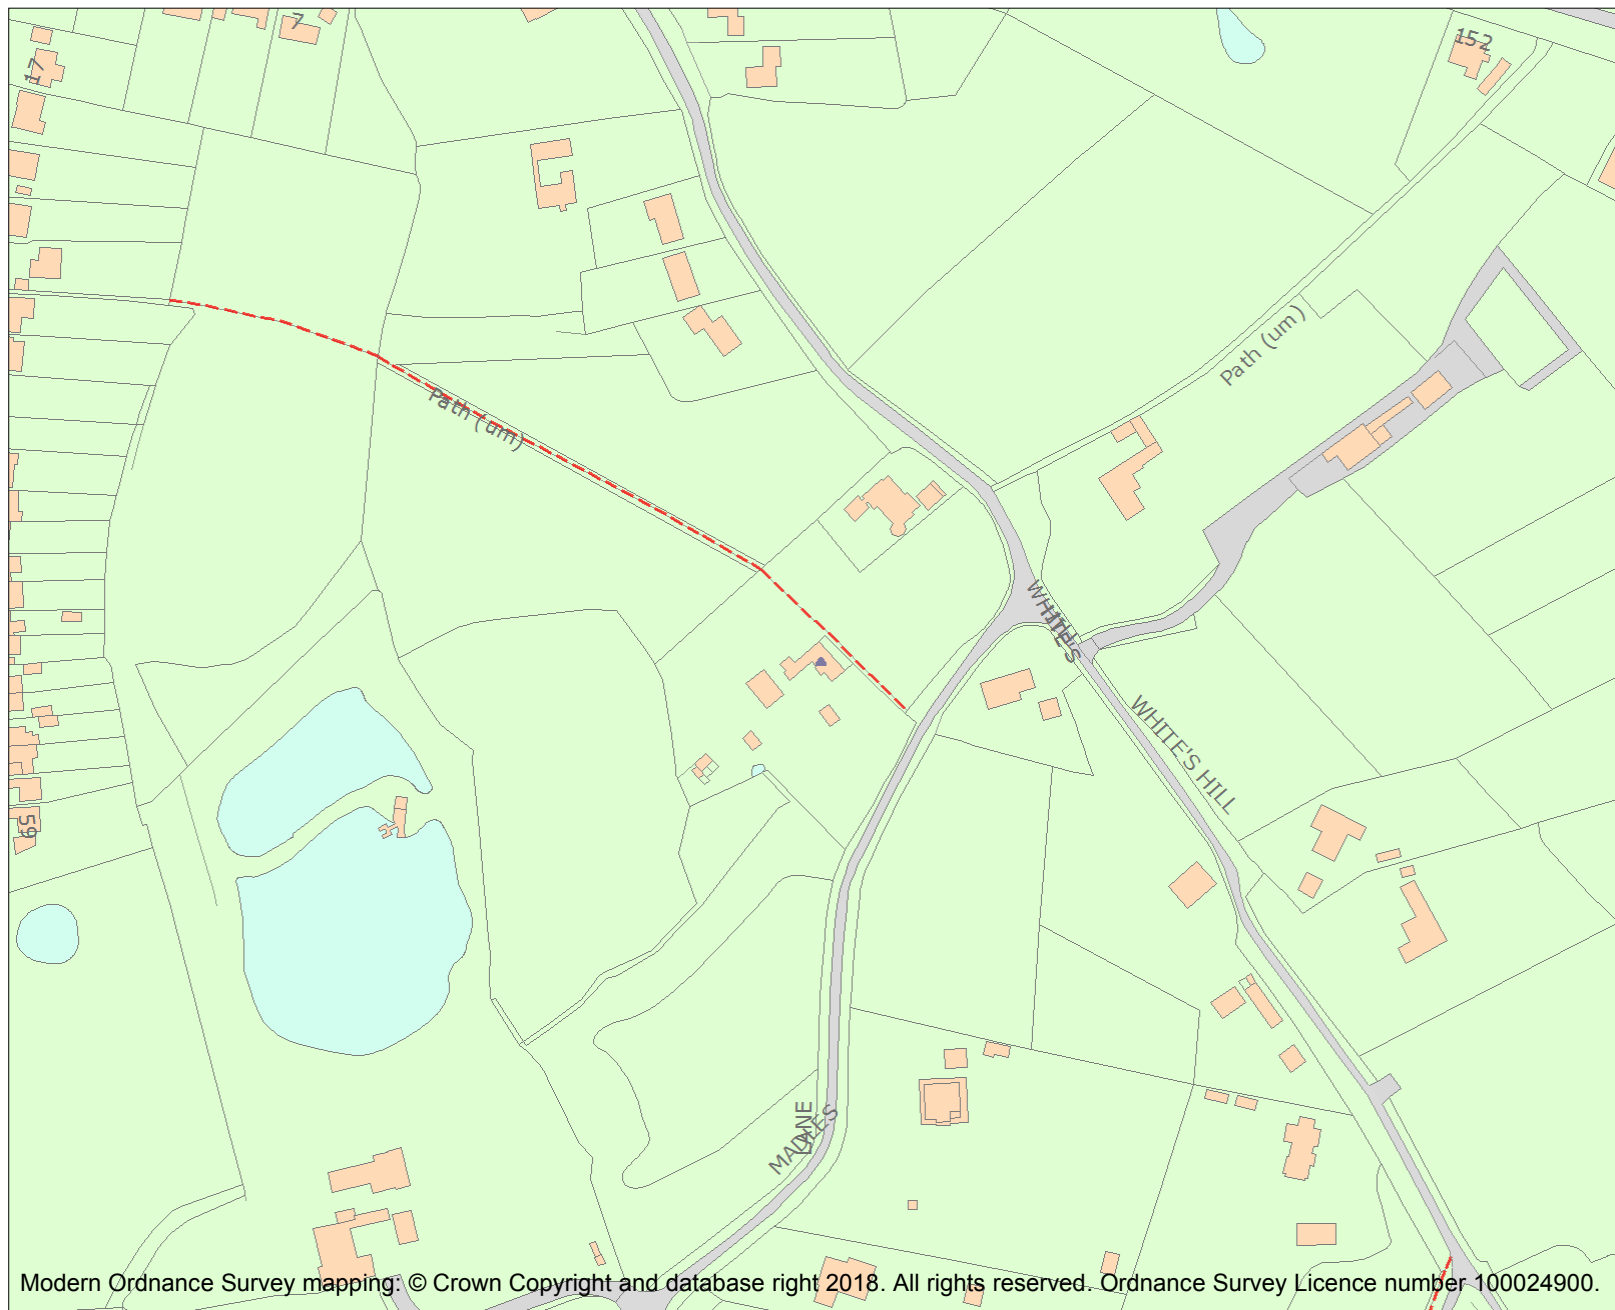 7
17
152
Path (um)
Path (um)
WHITE'S
WHITE'S HILL
59
LANE
MADLES
Modern Ordnance Survey mapping: © Crown Copyright and database right 2018. All rights reserved. Ordnance Survey Licence number 100024900.